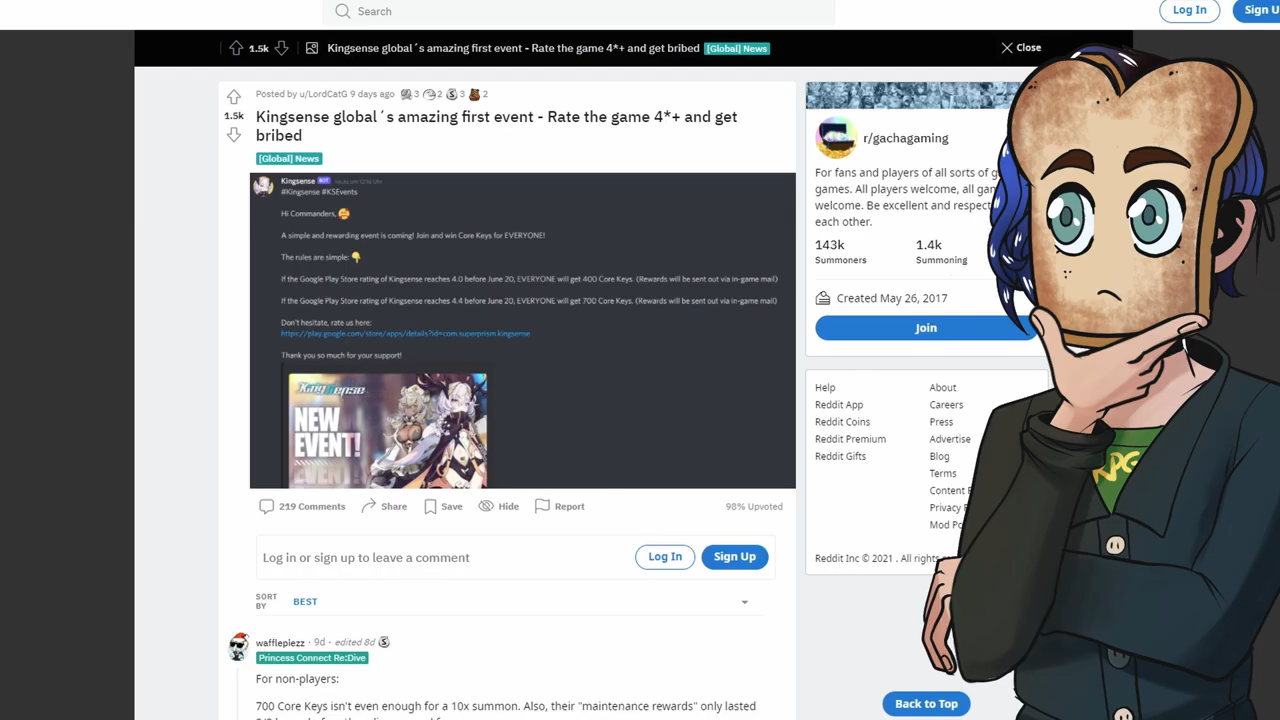 Search
Log In
Sign U
1.5k
Kingsense global´s amazing first event - Rate the game 4*+ and get bribed [Global] News
Close
Posted by u/LordCatG 9 days ago 3 2 3 2
1.5k
Kingsense global´s amazing first event - Rate the game 4*+ and get
bribed
[Global] News
Kingsense BOT
#Kingsense #KSEvents
Hi Commanders,
A simple and rewarding event is coming! Join and win Core Keys for EVERYONE!
The rules are simple:
If the Google Play Store rating of Kingsense reaches 4.0 before June 20, EVERYONE will get 400 Core Keys. (Rewards will be sent out via in-game mail)
If the Google Play Store rating of Kingsense reaches 4.4 before June 20, EVERYONE will get 700 Core Keys. (Rewards will be sent out via in-game mail)
Don't hesitate, rate us here:
https://play.google.com/store/apps/details?id=com.superprism.kingsense
Thank you so much for your support!
KingSense
NEW
EVENT!
EVENT!
219 Comments
Share
Save
Hide
Report
98% Upvoted
Log in or sign up to leave a comment
Log In
Sign Up
SORT
BY
BEST
wafflepiezz · 9d · edited 8d
Princess Connect Re:Dive
For non-players:
700 Core Keys isn't even enough for a 10x summon. Also, their "maintenance rewards" only lasted
r/gachagaming
For fans and players of all sorts of g
games. All players welcome, all gam
welcome. Be excellent and respect
each other.
143k
1.4k
Summoners
Summoning
Created May 26, 2017
Join
Help
About
Reddit App
Careers
Reddit Coins
Press
Reddit Premium
Advertise
Reddit Gifts
Blog
Terms
Content
Privacy
Mod Po
Reddit Inc © 2021 . All rights
RPG
Back to Top